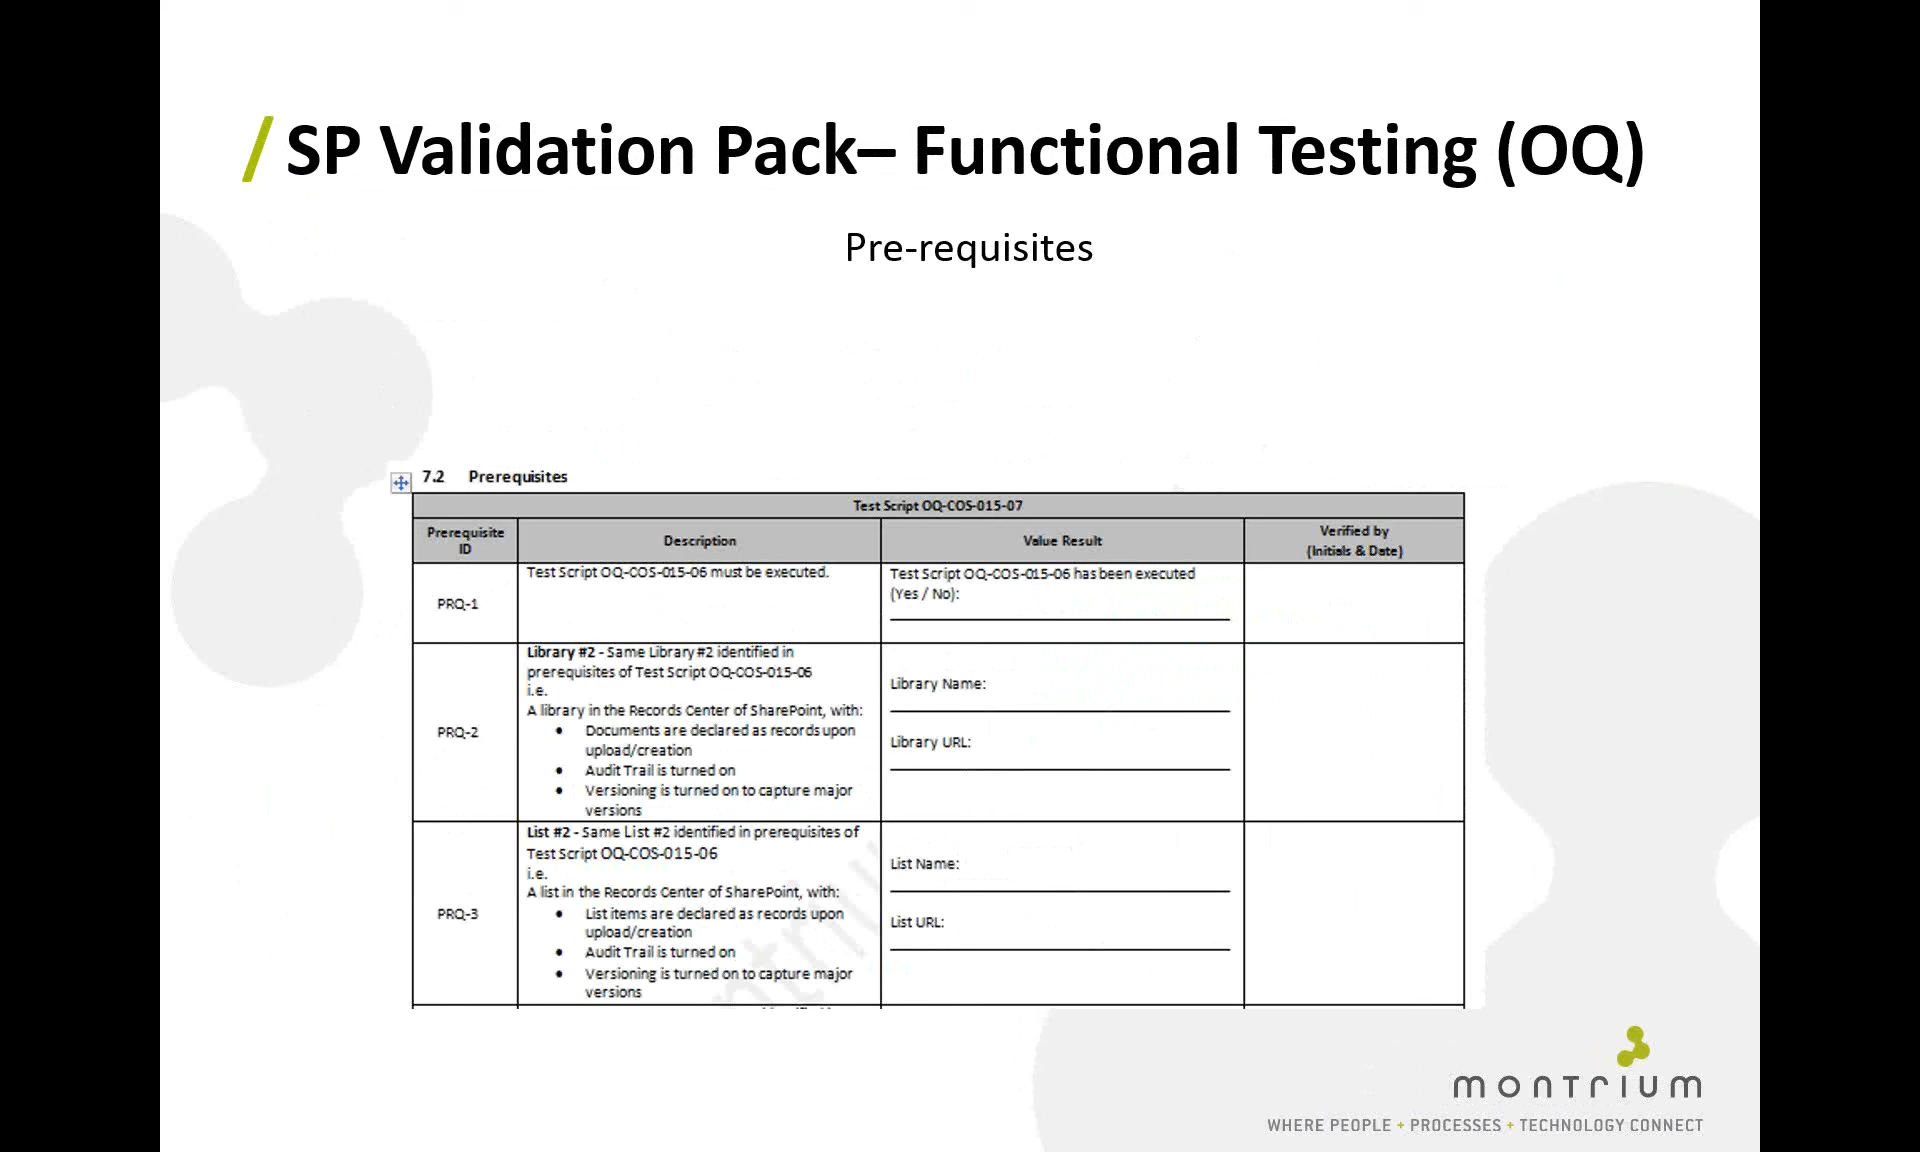 / SP Validation Pack– Functional Testing (OQ)
Pre-requisites
7.2 Prerequisites
Test Script OQ-COS-015-07
Prerequisite
ID
Description
Value Result
Verified by
(Initials & Date)
PRQ-1
Test Script OQ-COS-015-06 must be executed.
Test Script OQ-COS-015-06 has been executed
(Yes / No):
PRQ-2
Library #2 - Same Library #2 identified in
prerequisites of Test Script OQ-COS-015-06
i.e.
A library in the Records Center of SharePoint, with:
• Documents are declared as records upon
upload/creation
• Audit Trail is turned on
• Versioning is turned on to capture major
versions
Library Name:
Library URL:
PRQ-3
List #2 - Same List #2 identified in prerequisites of
Test Script OQ-COS-015-06
i.e.
A list in the Records Center of SharePoint, with:
• List items are declared as records upon
upload/creation
• Audit Trail is turned on
• Versioning is turned on to capture major
versions
List Name:
List URL:
montrium
WHERE PEOPLE + PROCESSES + TECHNOLOGY CONNECT